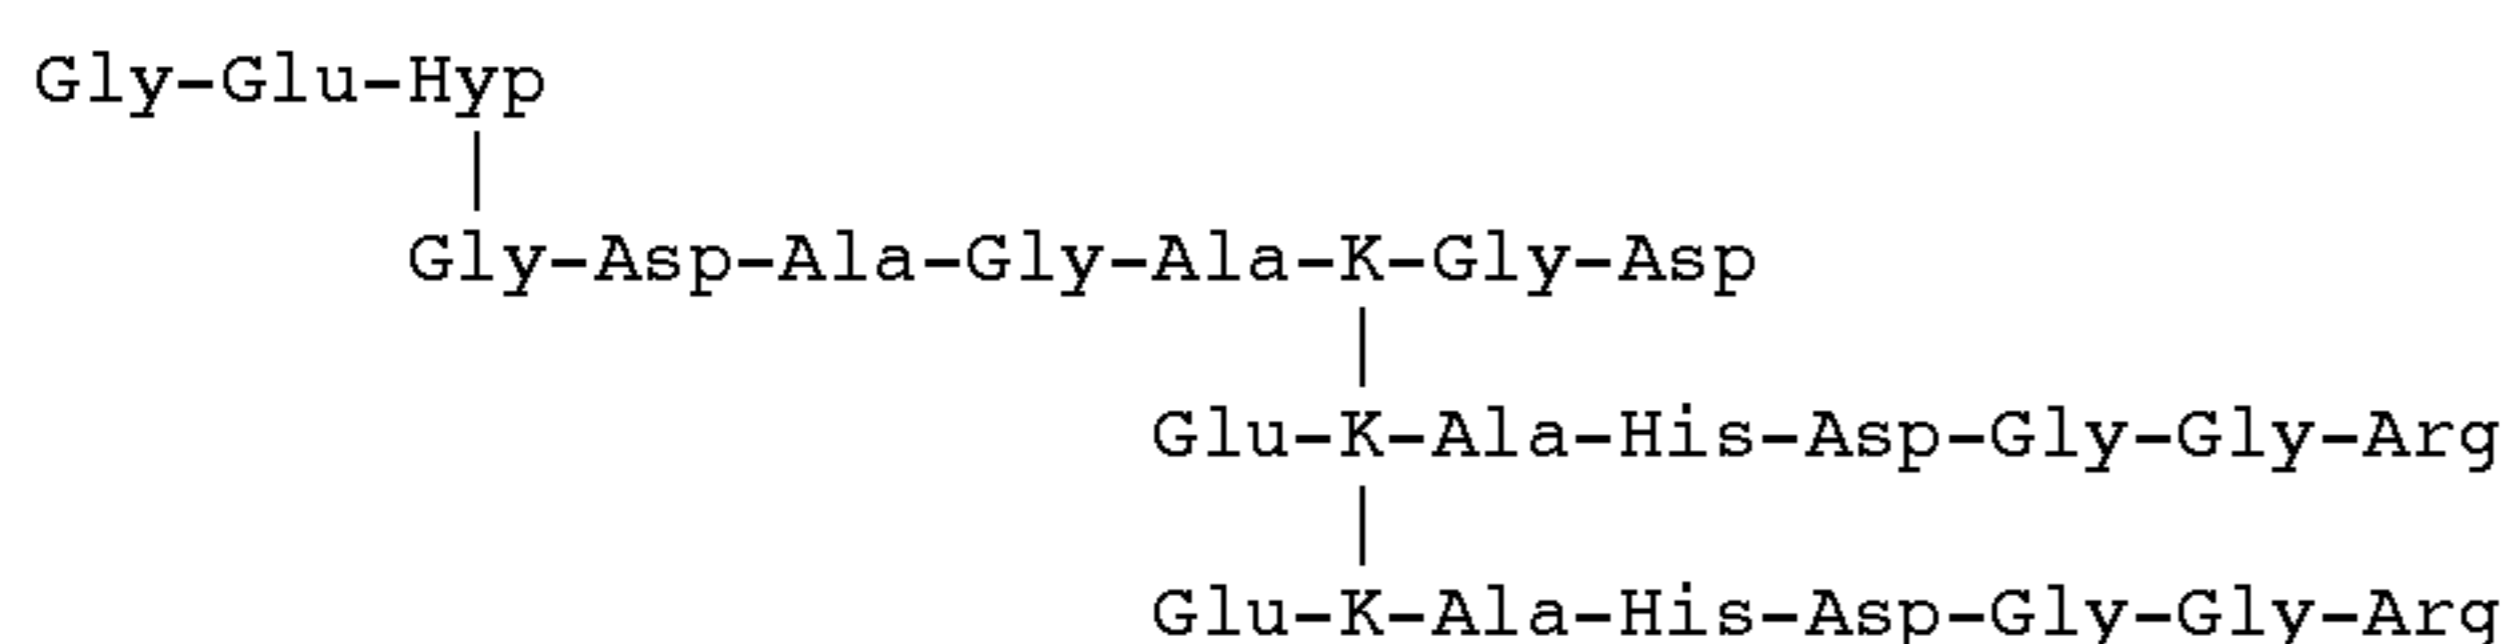 Gly-Glu-Hyp
Gly-Asp-Ala-Gly-Ala-K-Gly-Asp
Glu-K-Ala-His-Asp-Gly-Gly-Arg
Glu-K-Ala-His-Asp-Gly-Gly-Arg